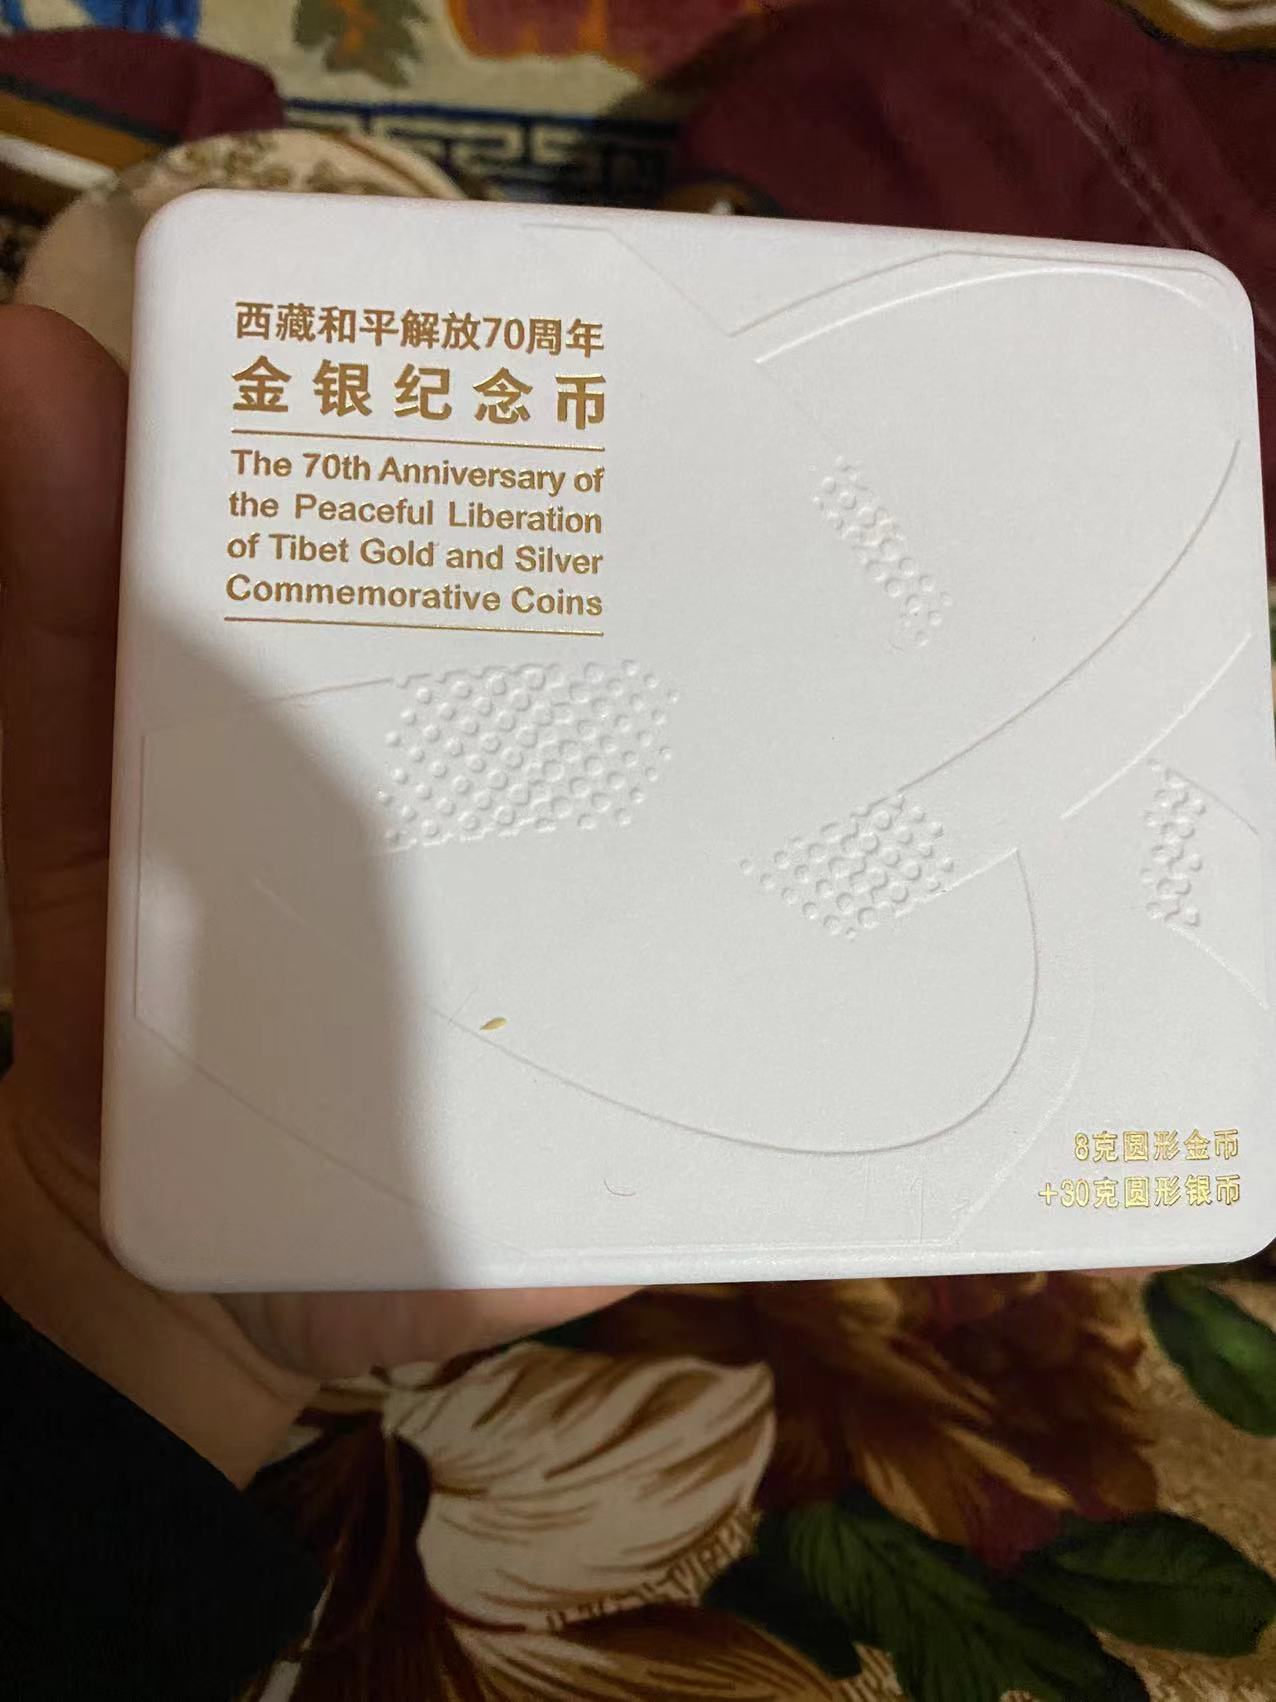 西藏和平解放70周年
金银纪念币
The 70th Anniversary of
the Peaceful Liberation
of Tibet Gold and Silver
Commemorative Coins
8克圆形金币
+30克圆形银币